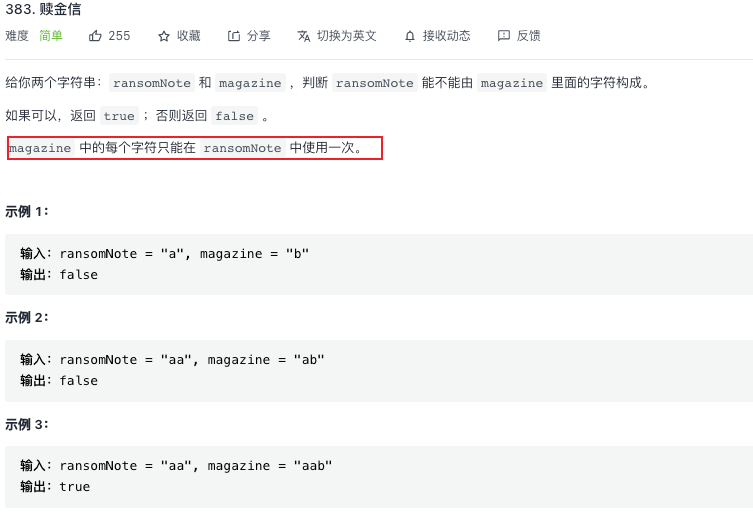 383. 赎金信
难度 简单 255 收藏 分享 切换为英文 接收动态 反馈
给你两个字符串：ransomNote 和 magazine ，判断 ransomNote 能不能由 magazine 里面的字符构成。
如果可以，返回 true ；否则返回 false 。
magazine 中的每个字符只能在 ransomNote 中使用一次。
示例 1：
输入：ransomNote = "a", magazine = "b"
输出：false
示例 2：
输入：ransomNote = "aa", magazine = "ab"
输出：false
示例 3：
输入：ransomNote = "aa", magazine = "aab"
输出：true